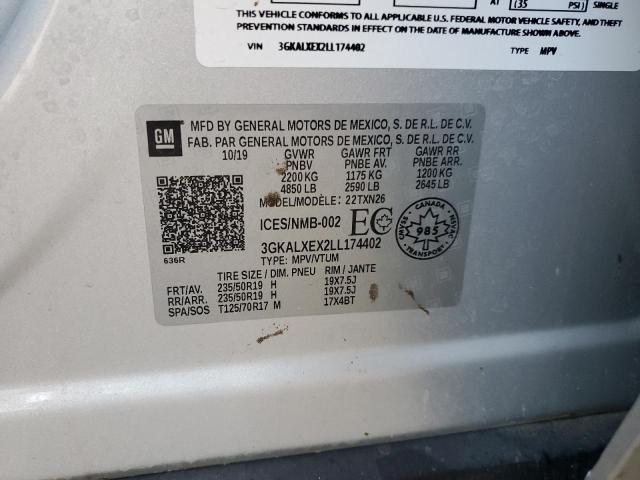 AT (35 PSI) SINGLE
THIS VEHICLE CONFORMS TO ALL APPLICABLE U.S. FEDERAL MOTOR VEHICLE SAFETY, AND THEFT
PREVENTION STANDARDS IN EFFECT ON THE DATE OF MANUFACTURE SHOWN ABOVE.
VIN 3GKALXEX2LL174402 TYPE MPV
GM
MFD BY GENERAL MOTORS DE MEXICO, S. DE R.L. DE C.V.
FAB. PAR GENERAL MOTORS DE MEXICO, S. DE R.L. DE C.V.
10/19 GVWR GAWR FRT GAWR RR
PNBV PNBE AV. PNBE ARR.
2200 KG 1175 KG 1200 KG
4850 LB 2590 LB 2645 LB
MODEL/MODÈLE: 22TXN26
ICES/NMB-002 EC
CANADA
CMVSS NSVAC
985
TRANSPORT
3GKALXEX2LL174402
636R
TYPE: MPV/VTUM
TIRE SIZE / DIM. PNEU RIM / JANTE
FRT/AV. 235/50R19 H 19X7.5J
RR/ARR. 235/50R19 H 19X7.5J
SPA/SOS T125/70R17 M 17X4BT